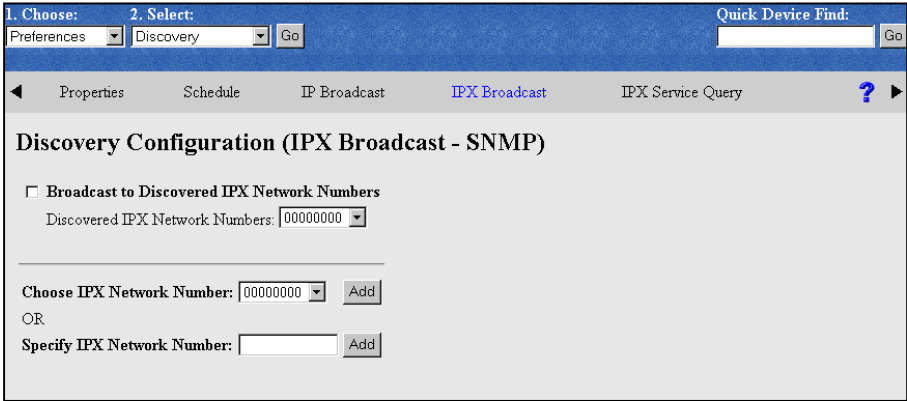 1. Choose: 2. Select: Quick Device Find:
Preferences Discovery Go Go
Properties Schedule IP Broadcast IPX Broadcast IPX Service Query ?
Discovery Configuration (IPX Broadcast - SNMP)
Broadcast to Discovered IPX Network Numbers
Discovered IPX Network Numbers: 00000000
Choose IPX Network Number: 00000000 Add
OR
Specify IPX Network Number: Add